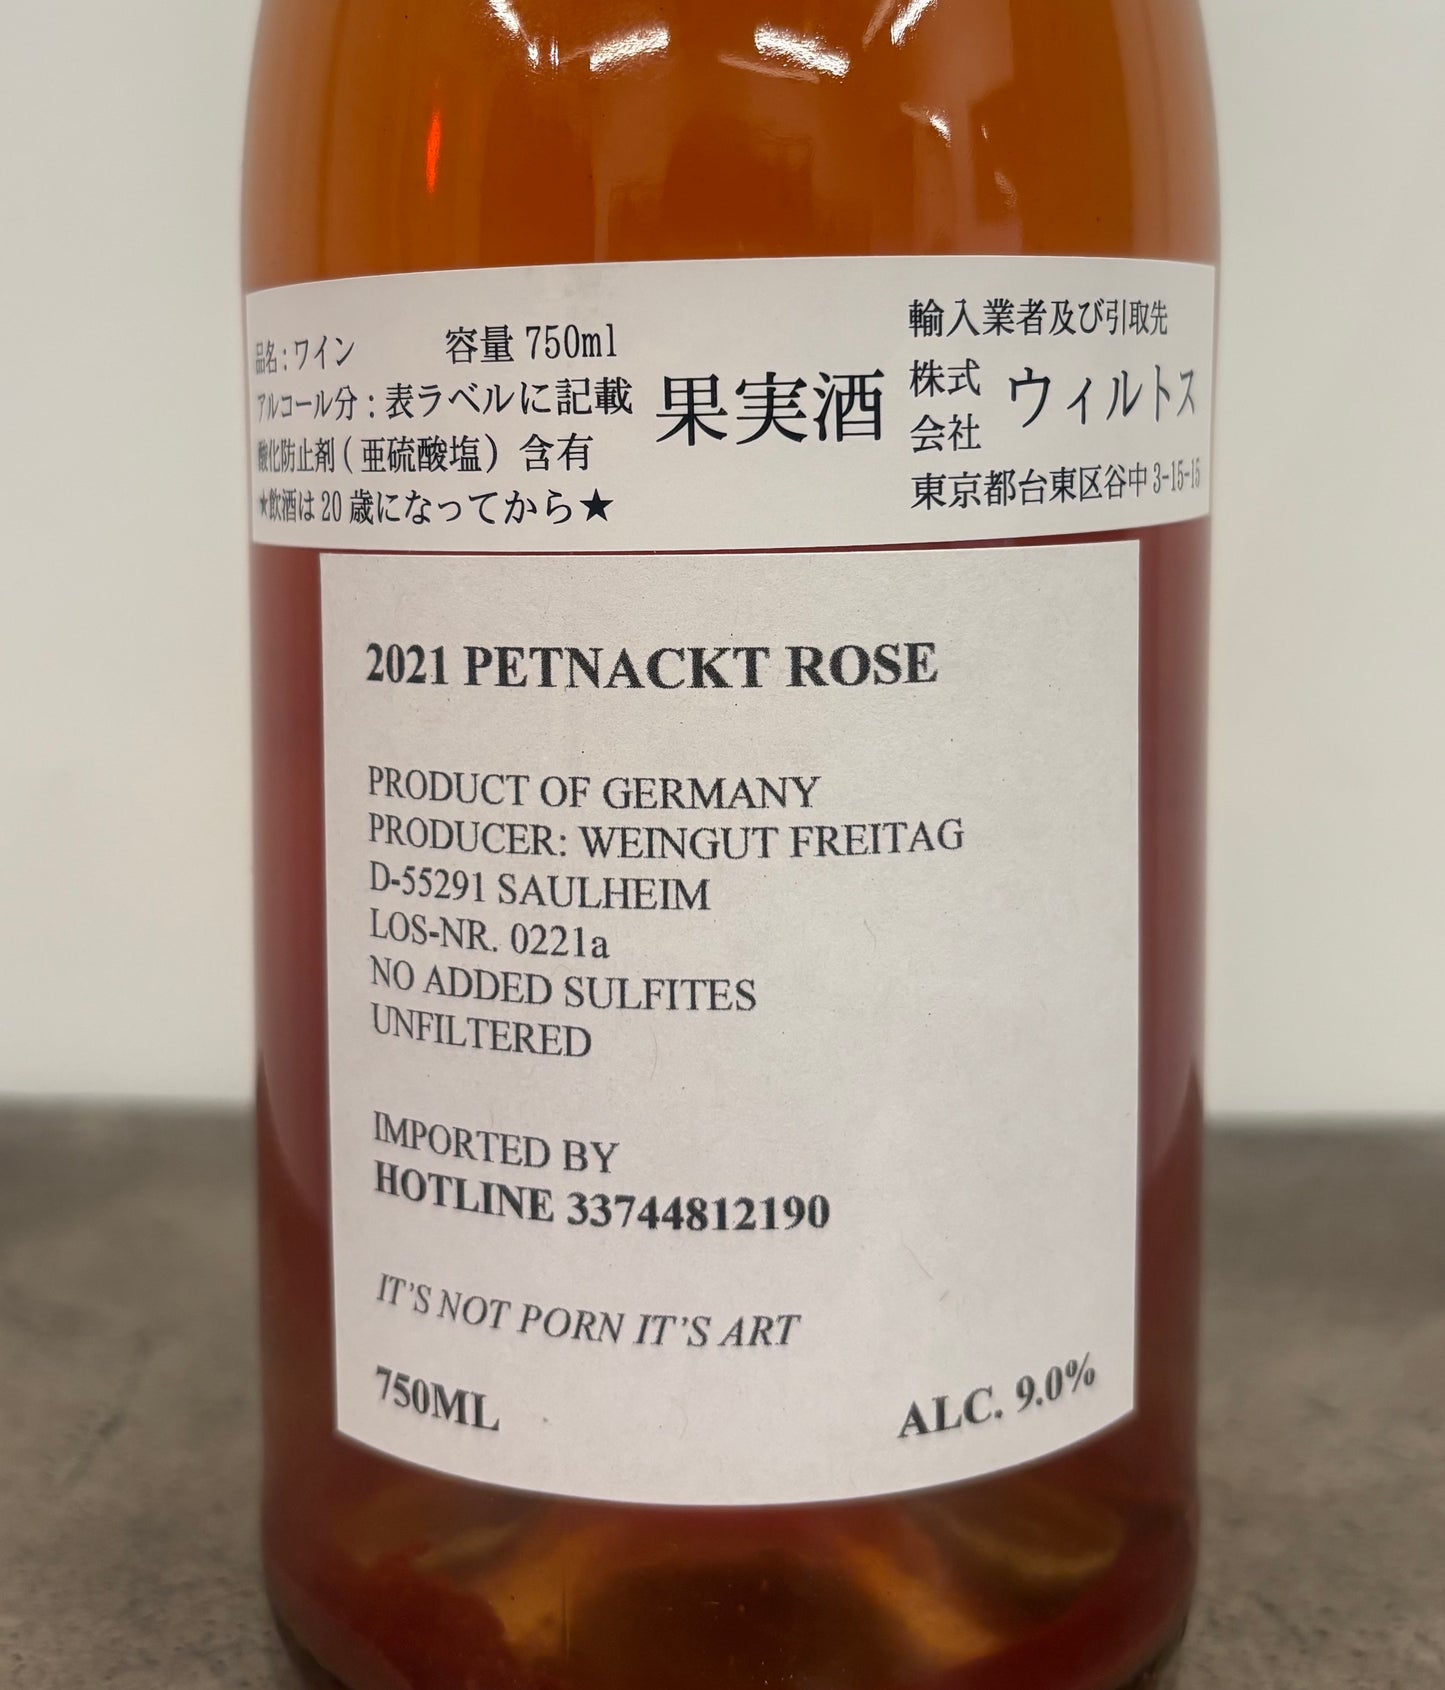 品名:ワイン 容量 750ml
アルコール分:表ラベルに記載
酸化防止剤(亜硫酸塩)含有
★飲酒は20歳になってから★
果実酒
輸入業者及び引取先
株式会社 ウィルトス
東京都台東区谷中3-15-15
2021 PETNACKT ROSE
PRODUCT OF GERMANY
PRODUCER: WEINGUT FREITAG
D-55291 SAULHEIM
LOS-NR. 0221a
NO ADDED SULFITES
UNFILTERED
IMPORTED BY
HOTLINE 33744812190
IT'S NOT PORN IT'S ART
750ML ALC. 9.0%